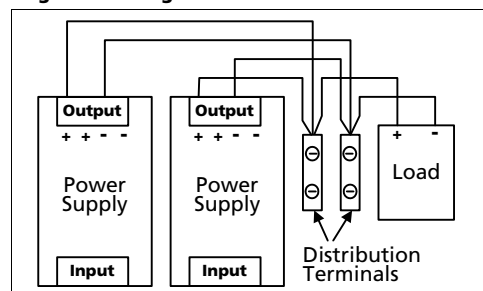 Output
+ + - -
Power
Supply
Input
Output
+ + - -
Power
Supply
Input
+ -
Load
Distribution
Terminals